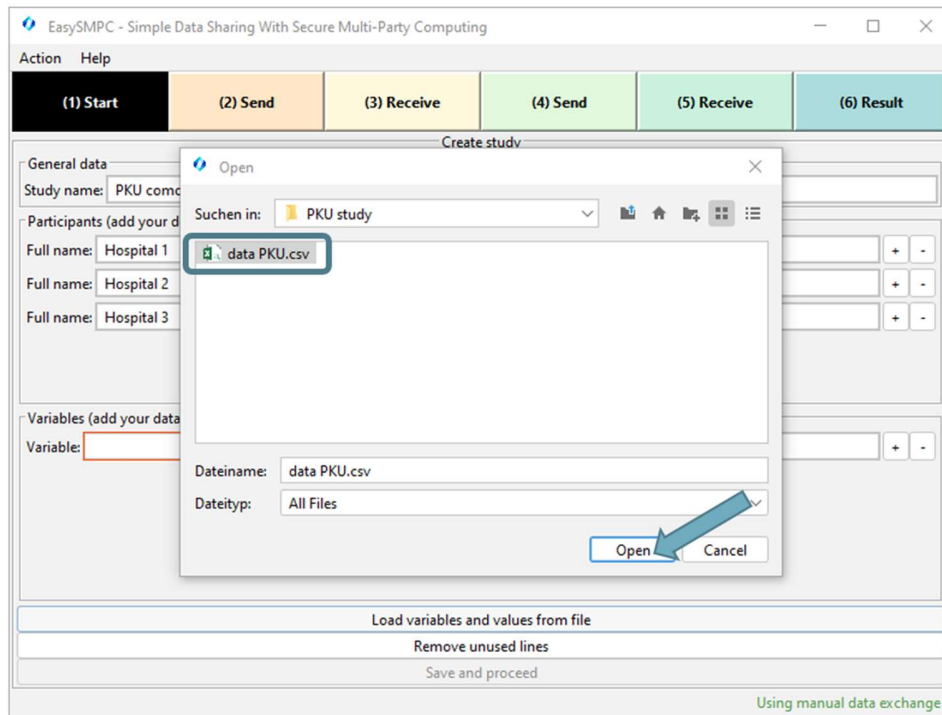 EasySMPC - Simple Data Sharing With Secure Multi-Party Computing
Action Help
(1) Start (2) Send (3) Receive (4) Send (5) Receive (6) Result
Create study
General data
Study name: PKU como
Participants (add your d
Full name: Hospital 1 + -
Full name: Hospital 2 + -
Full name: Hospital 3 + -
Variables (add your data
Variable: + -
Open
Suchen in: PKU study
data PKU.csv
Dateiname: data PKU.csv
Dateityp: All Files
Open Cancel
Load variables and values from file
Remove unused lines
Save and proceed
Using manual data exchange